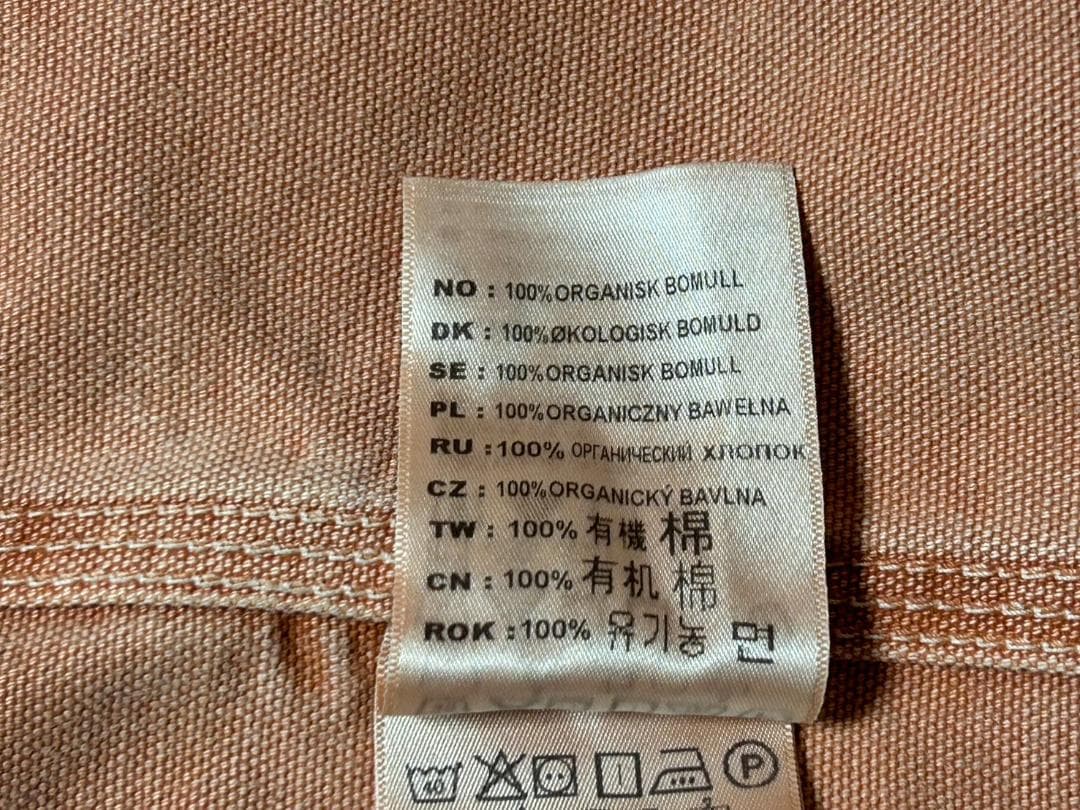 NO : 100%ORGANISK BOMULL
DK : 100%ØKOLOGISK BOMULD
SE : 100%ORGANISK BOMULL
PL : 100%ORGANICZNY BAWEŁNA
RU :100% ОРГАНИЧЕСКИЙ ХЛОПОК
CZ : 100%ORGANICKÝ BAVLNA
TW : 100% 有機 棉
CN : 100% 有机 棉
ROK :100% 유기농 면
40 P